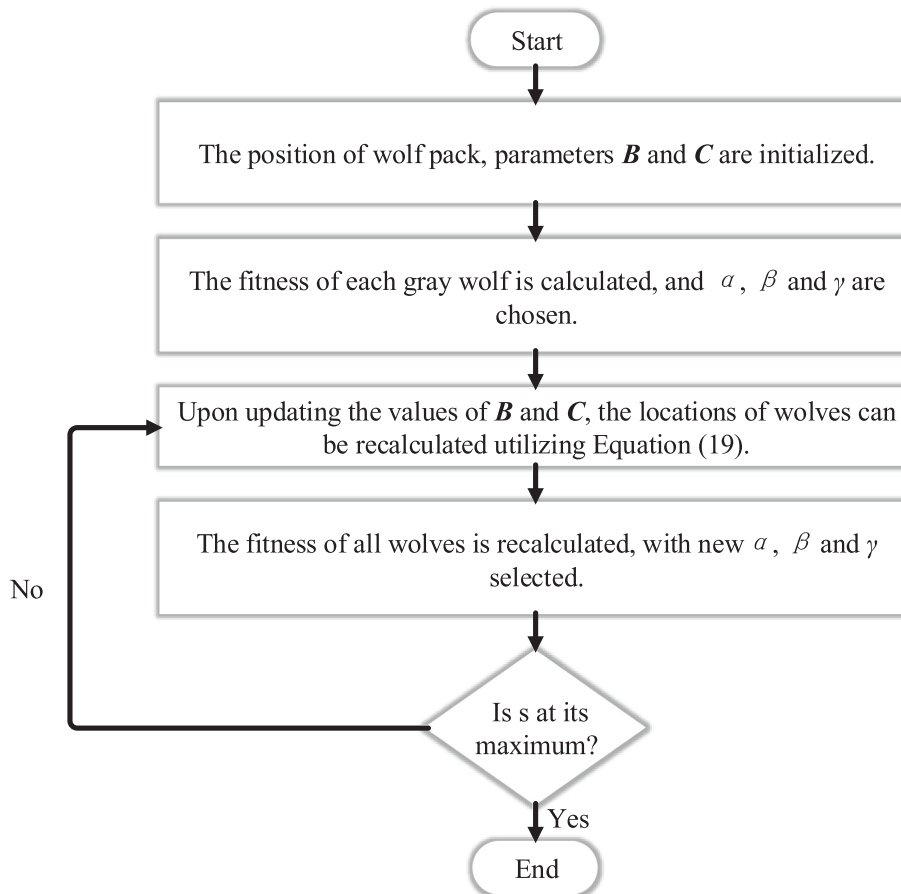 Start
The position of wolf pack, parameters B and C are initialized.
The fitness of each gray wolf is calculated, and α, β and γ are
chosen.
Upon updating the values of B and C, the locations of wolves can
be recalculated utilizing Equation (19).
The fitness of all wolves is recalculated, with new α, β and γ
selected.
No
Is s at its
maximum?
Yes
End